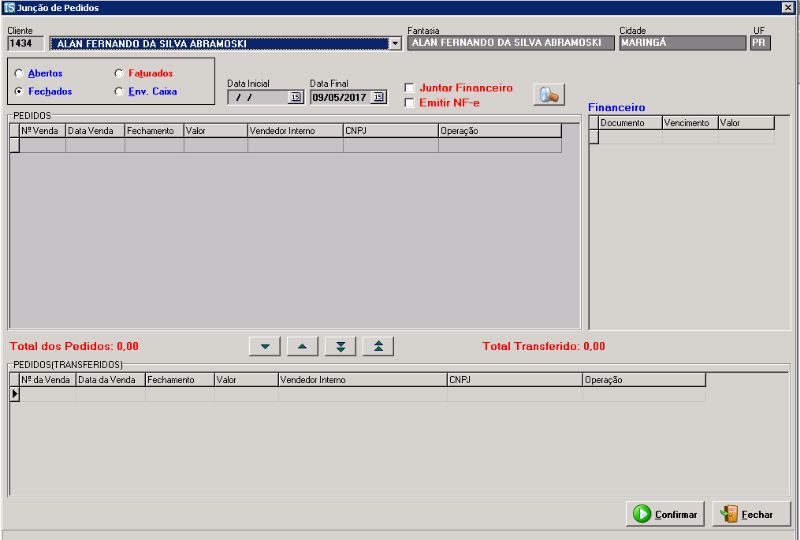 IS Junção de Pedidos
Cliente Fantasia Cidade UF
1434 ALAN FERNANDO DA SILVA ABRAMOSKI ALAN FERNANDO DA SILVA ABRAMOSKI MARINGÁ PR
Abertos Faturados
Fechados Env. Caixa
Data Inicial Data Final
/ / 15 09/05/2017 15
Juntar Financeiro
Emitir NF-e
Financeiro
Documento Vencimento Valor
PEDIDOS
Nº Venda Data Venda Fechamento Valor Vendedor Interno CNPJ Operação
Total dos Pedidos: 0,00 Total Transferido: 0,00
PEDIDOS(TRANSFERIDOS)
Nº da Venda Data da Venda Fechamento Valor Vendedor Interno CNPJ Operação
Confirmar Fechar